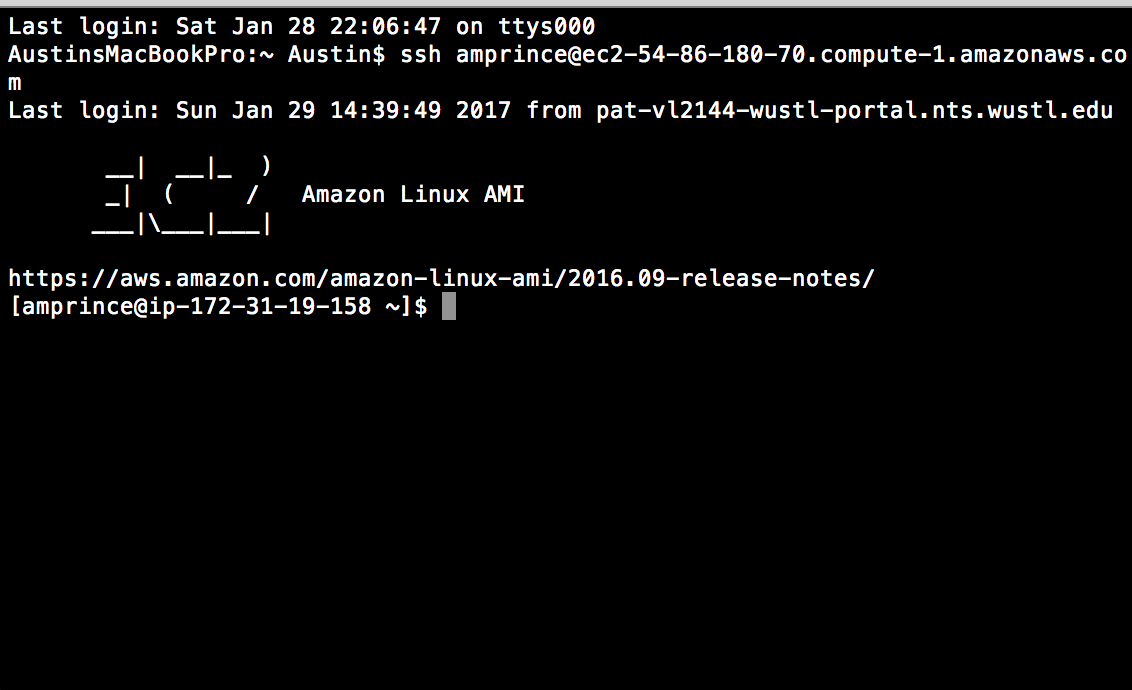 Last login: Sat Jan 28 22:06:47 on ttys000
AustinsMacBookPro:~ Austin$ ssh amprince@ec2-54-86-180-70.compute-1.amazonaws.co
m
Last login: Sun Jan 29 14:39:49 2017 from pat-vl2144-wustl-portal.nts.wustl.edu

       __|  __|_  )
       _|  (     /   Amazon Linux AMI
      ___|\___|___|

https://aws.amazon.com/amazon-linux-ami/2016.09-release-notes/
[amprince@ip-172-31-19-158 ~]$